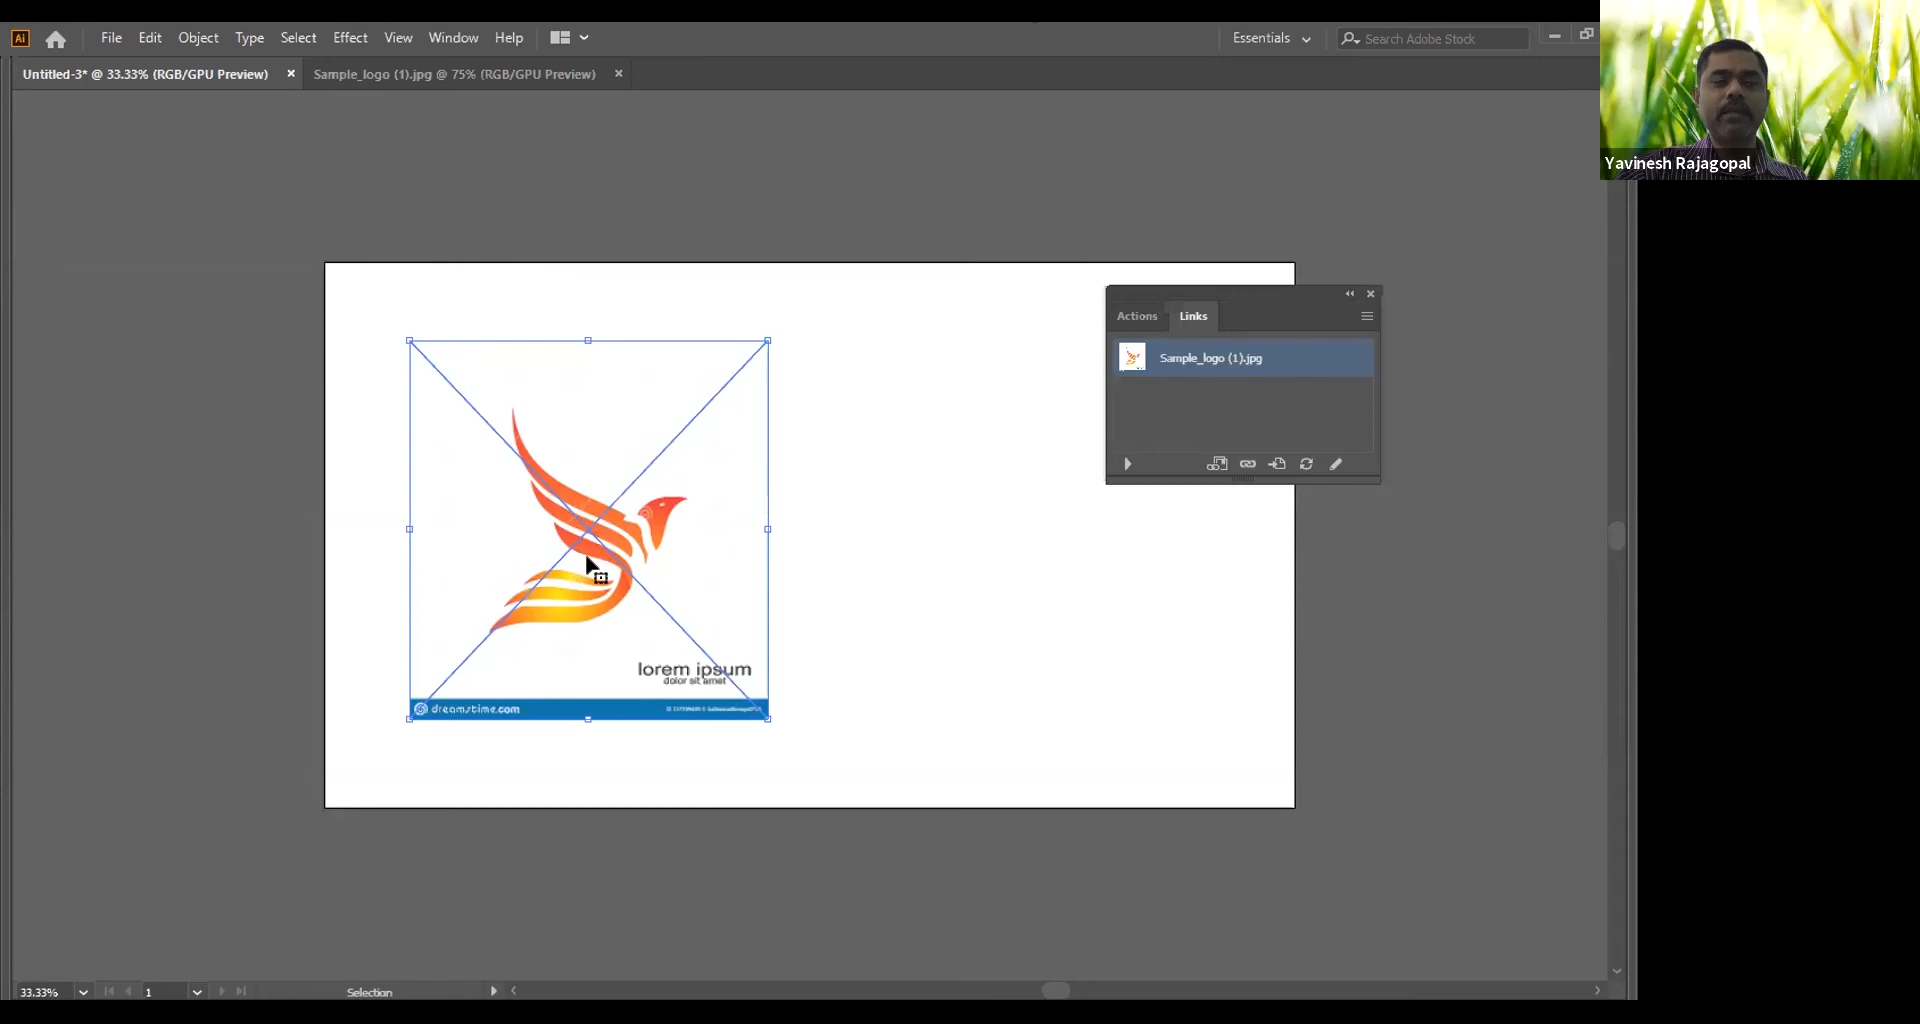 Ai File Edit Object Type Select Effect View Window Help Essentials Search Adobe Stock
Untitled-3* @ 33.33% (RGB/GPU Preview) × Sample_logo (1).jpg @ 75% (RGB/GPU Preview) ×
Yavinesh Rajagopal
Actions Links
Sample_logo (1).jpg
lorem ipsum
dolor sit amet
dreamstime.com
33.33% 1 Selection